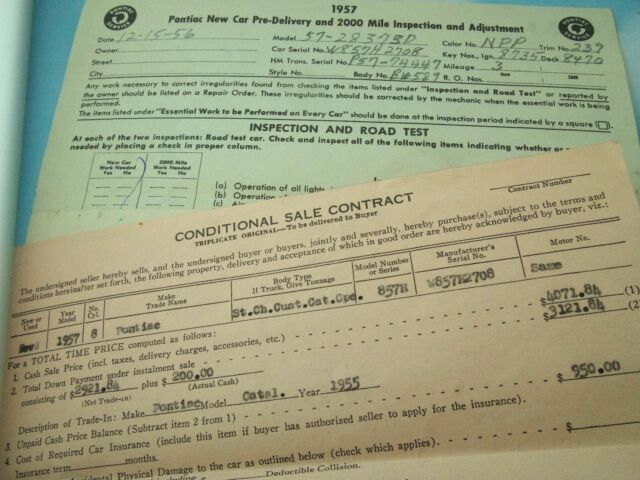 PONTIAC SERVICE
1957
PONTIAC SERVICE
Pontiac New Car Pre-Delivery and 2000 Mile Inspection and Adjustment
Date 12-15-56 Model 57-2837SD Color No. NPP Trim No. 239
Owner Car Serial No. W857H2708 Key Nos., Ign. 8735 Deck 8470
Street HM Trans. Serial No. P57-74447 Mileage 3
City Style No. Body No. R. O. Nos. New 2000
Any work necessary to correct irregularities found from checking the items listed under "Inspection and Road Test" or reported by
the owner should be listed on a Repair Order. These irregularities should be corrected by the mechanic when the essential work is being
performed.
The items listed under "Essential Work to be Performed on Every Car" should be done at the inspection period indicated by a square (☐).
INSPECTION AND ROAD TEST
At each of the two inspections: Road test car. Check and inspect all of the following items indicating whether or
needed by placing a check in proper column.
New Car 2000 Mile
Work Needed Work Needed
Yes No Yes No
(a) Operation of all lights
(b) Operation
(c)
CONDITIONAL SALE CONTRACT
TRIPLICATE ORIGINAL—To be delivered to Buyer
Contract Number
The undersigned seller hereby sells, and the undersigned buyer or buyers, jointly and severally, hereby purchase(s), subject to the terms and
conditions hereinafter set forth, the following property, delivery and acceptance of which in good order are hereby acknowledged by buyer, viz.:
New or Used Year Model No. Cyl. Make Trade Name Body Type If Truck, Give Tonnage Model Number or Series Manufacturer's Serial No. Motor No.
1957 8 Pontiac St.Ch.Cust.Cat.Cpe. 857H W857H2708 Same
For a TOTAL TIME PRICE computed as follows:
1. Cash Sale Price (incl. taxes, delivery charges, accessories, etc.) $4071.84 (1)
2. Total Down Payment under instalment sale 3121.84 (2
consisting of $2921.84 plus $ 200.00
(Net Trade-in) (Actual Cash)
Description of Trade-In: Make Pontiac Model Catal. Year 1955
3. Unpaid Cash Price Balance (Subtract item 2 from 1) $ 950.00
4. Cost of Required Car Insurance (include this item if buyer has authorized seller to apply for the insurance).
Insurance term months. $
Accidental Physical Damage to the car as outlined below (check which applies).
including Deductible Collision.